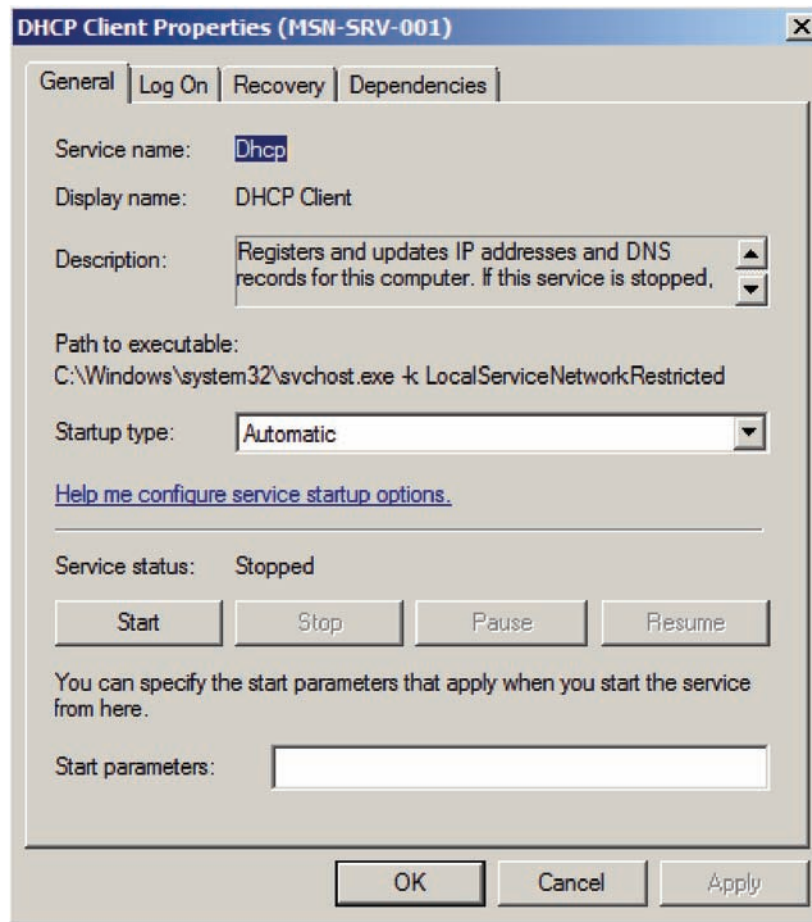 DHCP Client Properties (MSN-SRV-001)
General Log On Recovery Dependencies
Service name: Dhcp
Display name: DHCP Client
Description: Registers and updates IP addresses and DNS
records for this computer. If this service is stopped,
Path to executable:
C:\Windows\system32\svchost.exe -k LocalServiceNetworkRestricted
Startup type: Automatic
Help me configure service startup options.
Service status: Stopped
Start Stop Pause Resume
You can specify the start parameters that apply when you start the service
from here.
Start parameters:
OK Cancel Apply